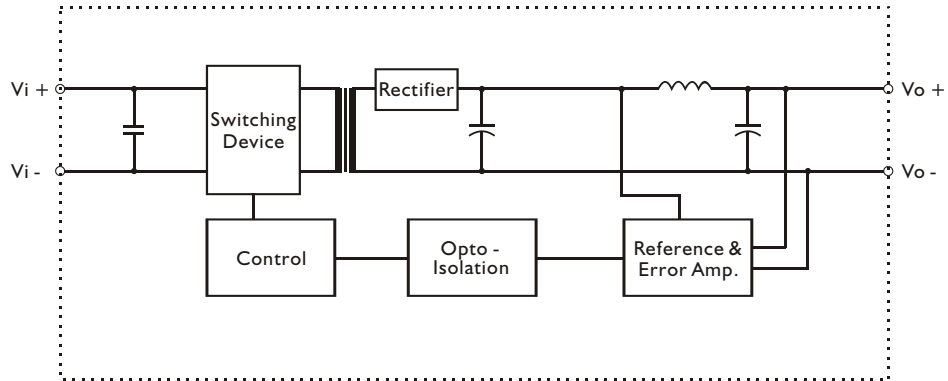 Vi +
Switching
Device
Rectifier
Vo +
Vi -
Vo -
Control
Opto -
Isolation
Reference &
Error Amp.